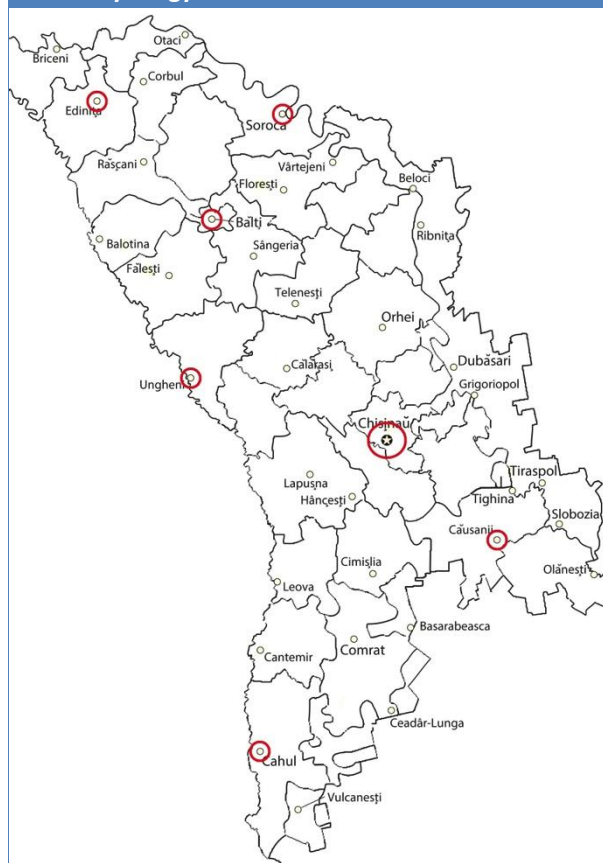 Otaci
Briceni
Corbul
Edinița
Soroca
Râșcani
Vârtejeni
Florești
Beloci
Ribnița
Bălți
Balotina
Sângeria
Fălești
Telenești
Orhei
Dubăsari
Călărași
Ungheni
Grigoriopol
Chișinău
Lapușna
Hâncești
Tiraspol
Tighina
Slobozia
Căușanii
Olănești
Cimișlia
Leova
Basarabeasca
Comrat
Cantemir
Ceadâr-Lunga
Cahul
Vulcanești